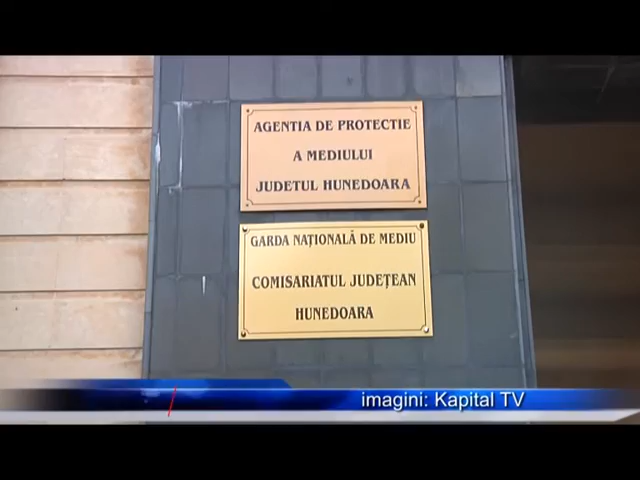 AGENTIA DE PROTECTIE
A MEDIULUI
JUDETUL HUNEDOARA
GARDA NAȚIONALĂ DE MEDIU
COMISARIATUL JUDEȚEAN
HUNEDOARA
imagini: Kapital TV